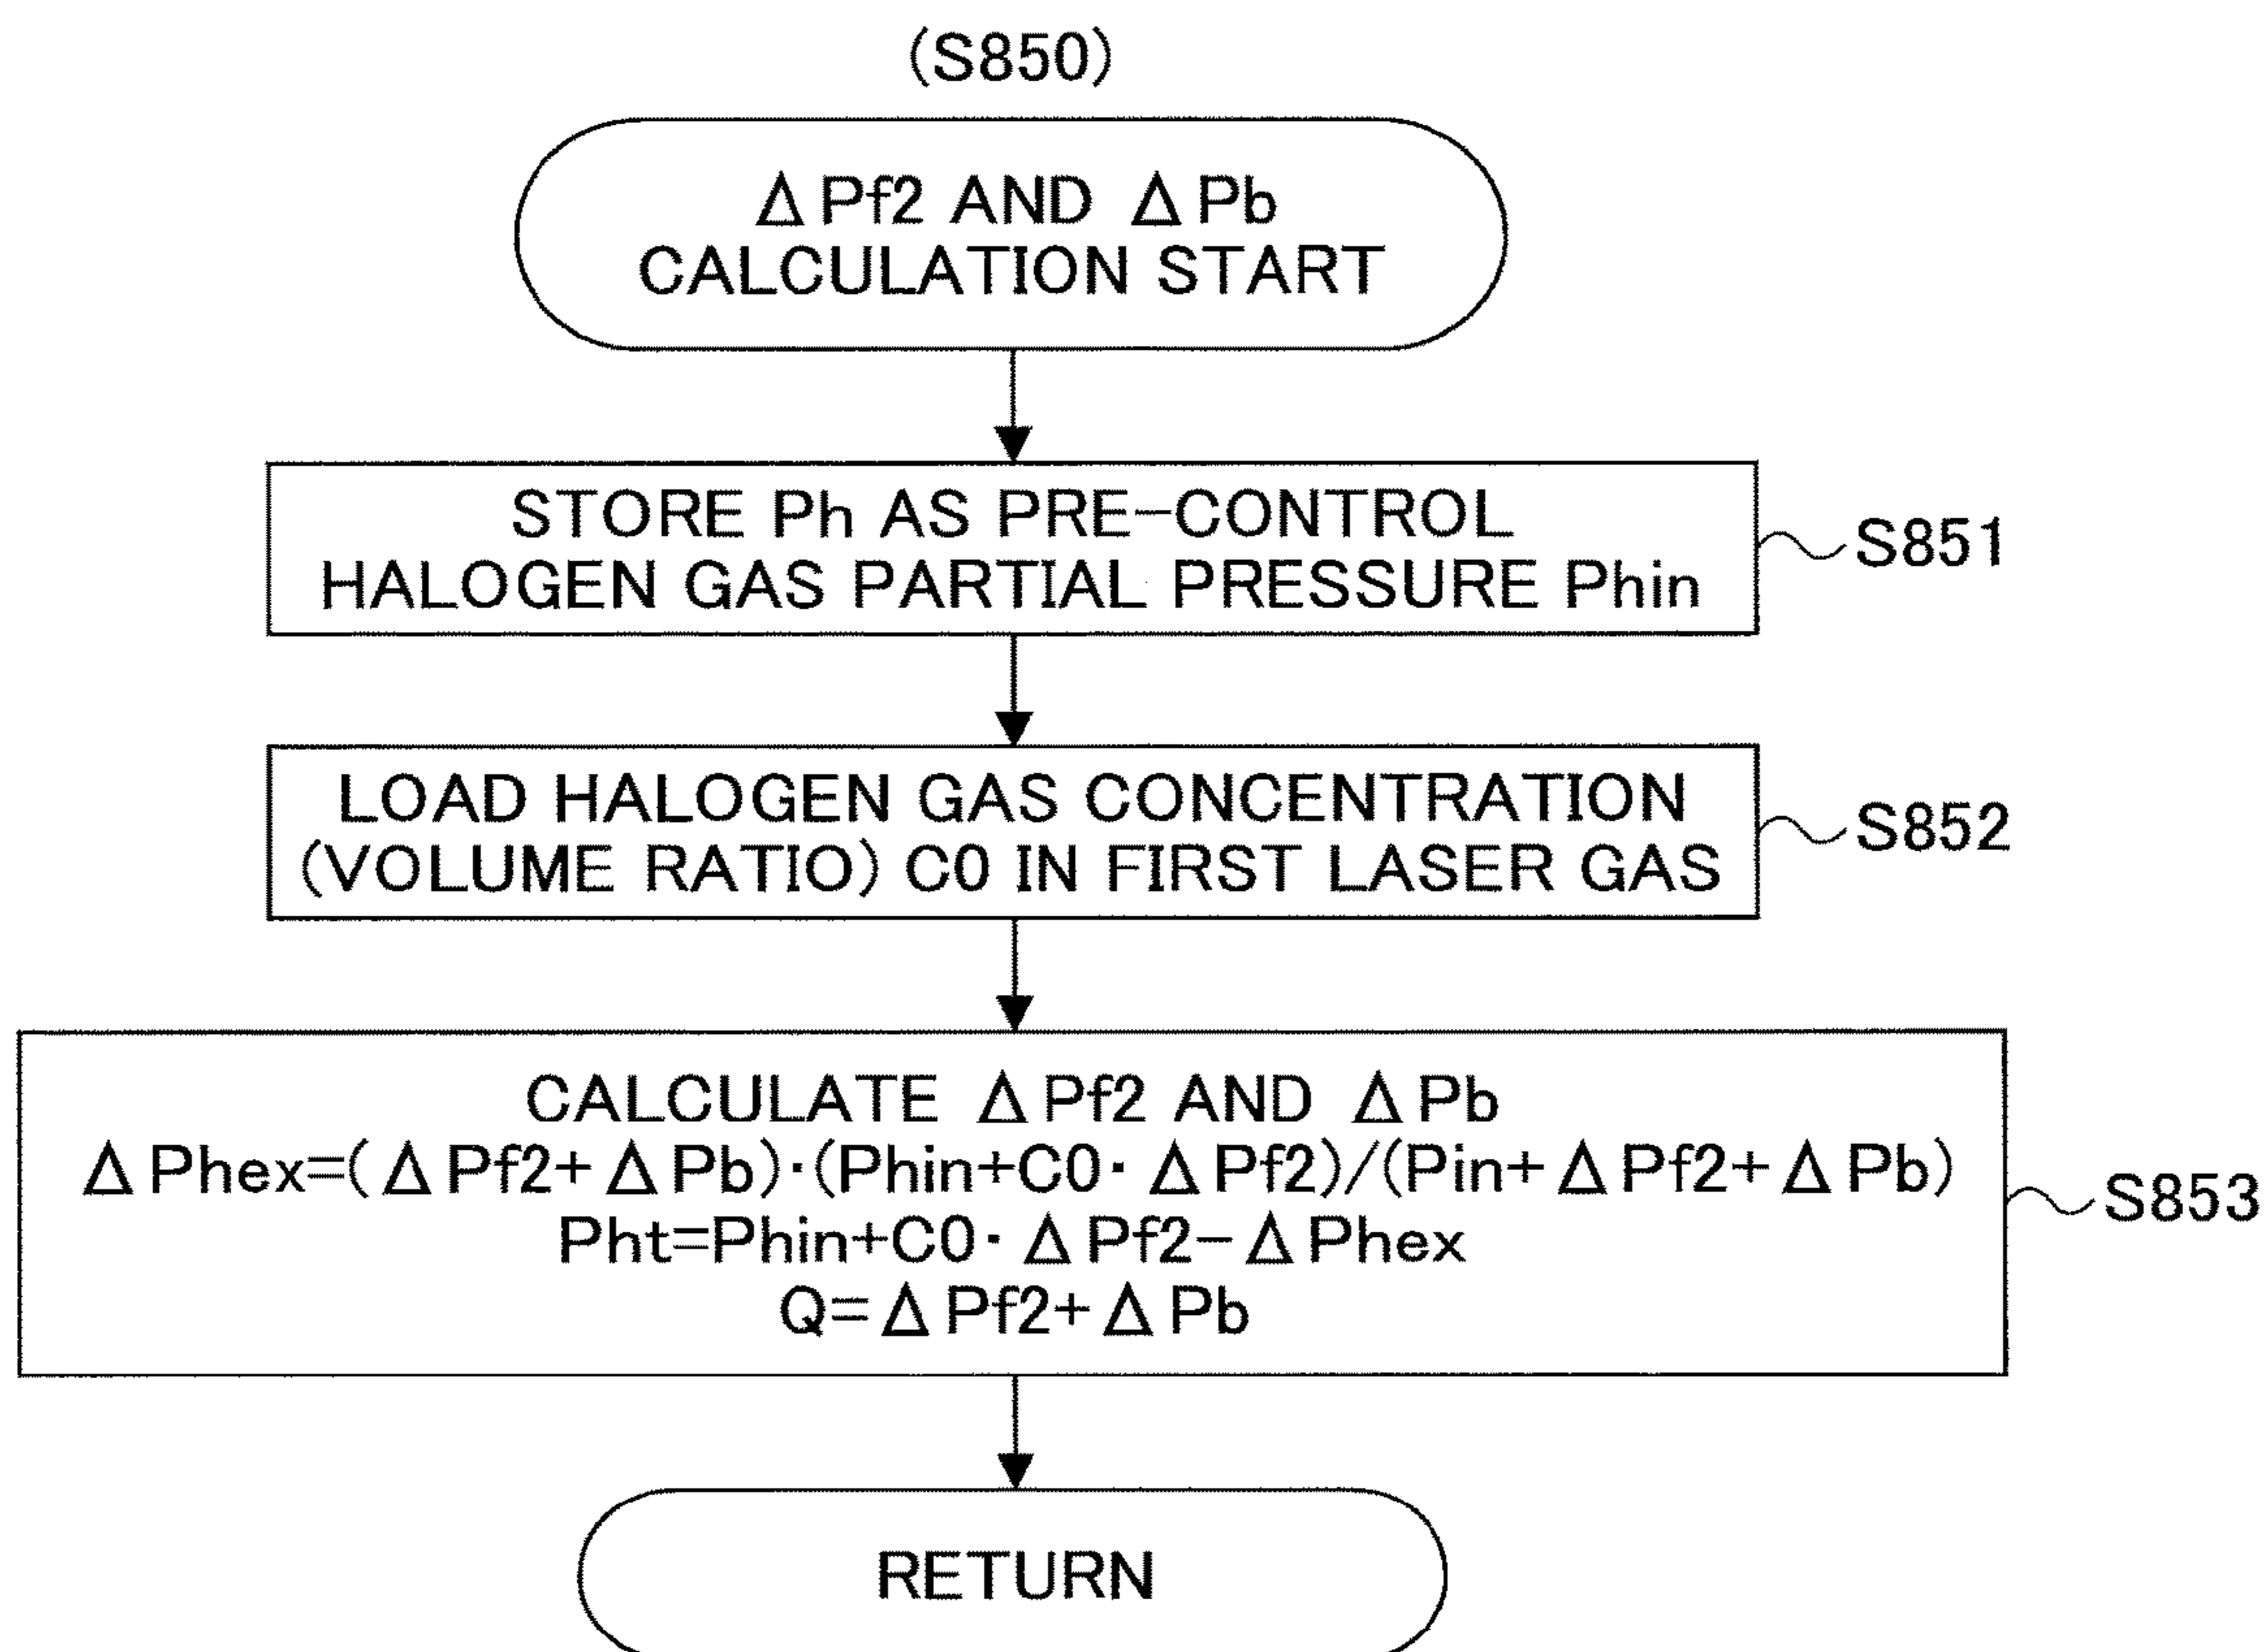 (S850)
ΔPf2 AND ΔPb
CALCULATION START
STORE Ph AS PRE-CONTROL
HALOGEN GAS PARTIAL PRESSURE Phin
S851
LOAD HALOGEN GAS CONCENTRATION
(VOLUME RATIO) C0 IN FIRST LASER GAS
S852
CALCULATE ΔPf2 AND ΔPb
ΔPhex=(ΔPf2+ΔPb)·(Phin+C0·ΔPf2)/(Pin+ΔPf2+ΔPb)
Pht=Phin+C0·ΔPf2-ΔPhex
Q=ΔPf2+ΔPb
S853
RETURN